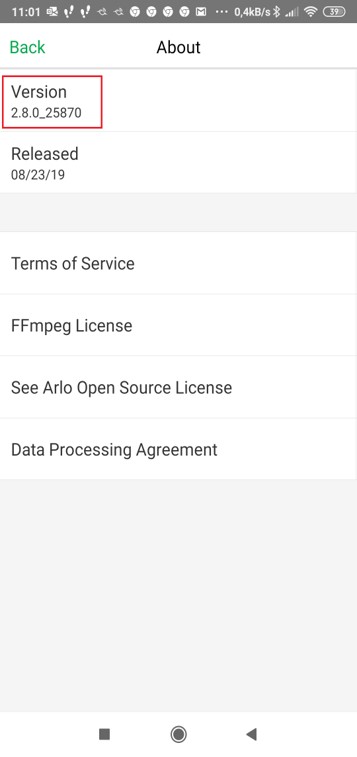 11:01 ... 0,4kB/s 39
Back About
Version
2.8.0_25870
Released
08/23/19
Terms of Service
FFmpeg License
See Arlo Open Source License
Data Processing Agreement